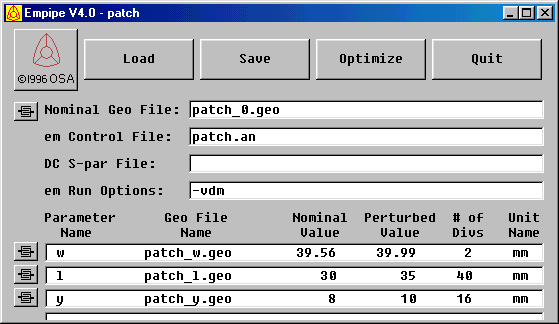 Empipe V4.0 - patch
©1996 OSA
Load Save Optimize Quit
Nominal Geo File: patch_0.geo
em Control File: patch.an
DC S-par File:
em Run Options: -vdm
Parameter Geo File Nominal Perturbed # of Unit
Name Name Value Value Divs Name
w patch_w.geo 39.56 39.99 2 mm
l patch_l.geo 30 35 40 mm
y patch_y.geo 8 10 16 mm